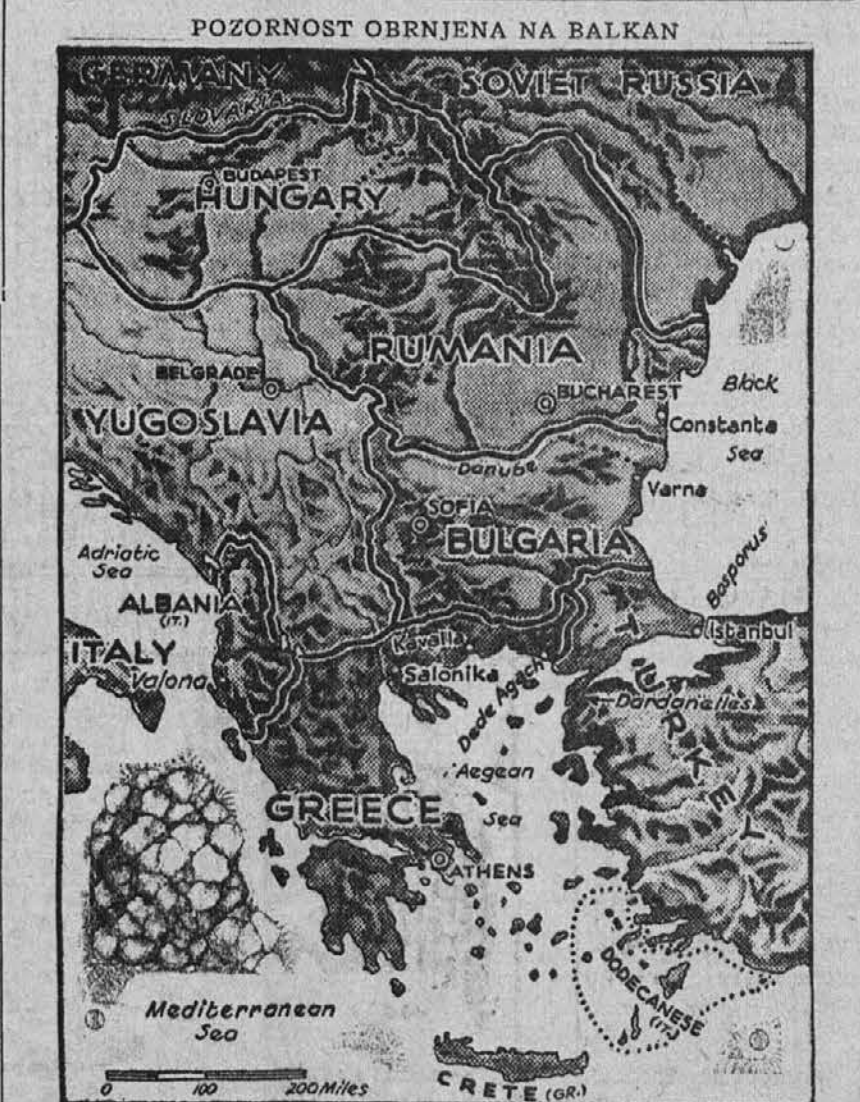 POZORNOST OBRNJENA NA BALKAN
GERMANY
SOVIET RUSSIA
SLOVAKIA
BUDAPEST
HUNGARY
RUMANIA
BELGRADE
BUCHAREST
Black
Sea
YUGOSLAVIA
Constanta
Danube
Varna
SOFIA
BULGARIA
Adriatic
Sea
Bosporus
ALBANIA
(IT.)
Istanbul
ITALY
Kavalla
Valona
Salonika
Dede Agach
Dardanelles
TURKEY
Aegean
Sea
GREECE
ATHENS
DODECANESE
(IT.)
Mediterranean
Sea
0 100 200 Miles
CRETE (GR.)